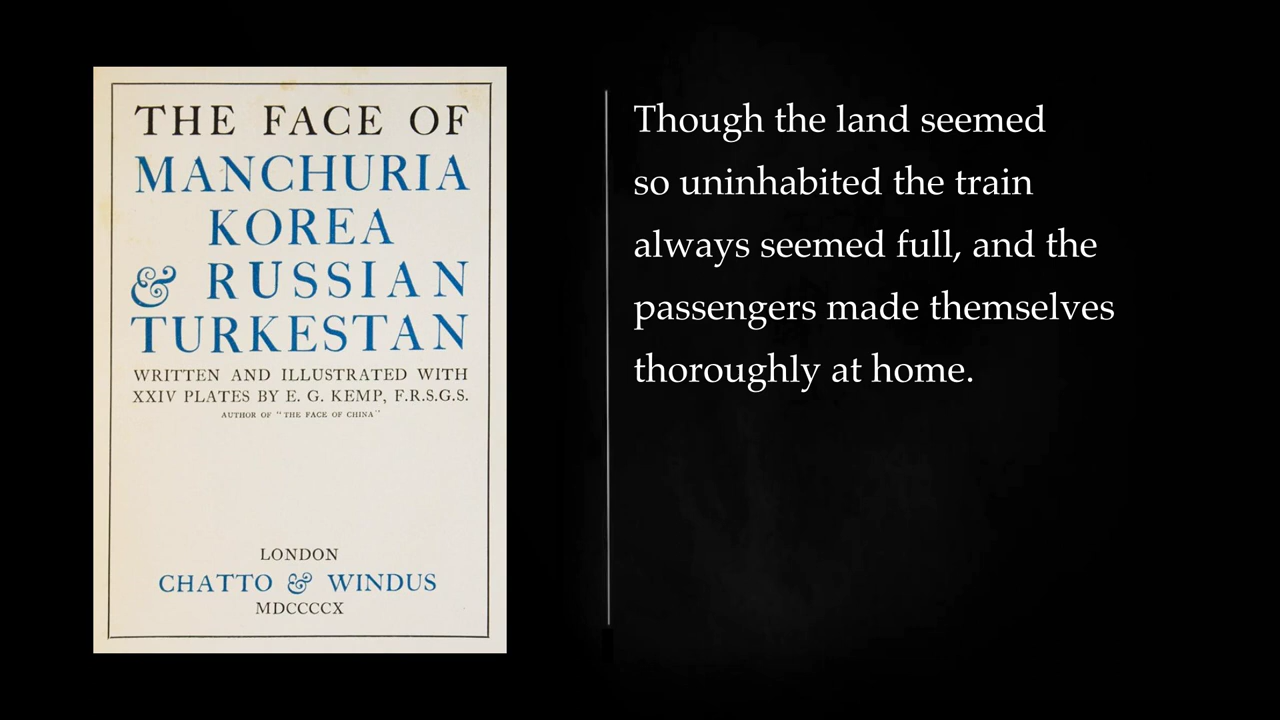 THE FACE OF
MANCHURIA
KOREA
& RUSSIAN
TURKESTAN
WRITTEN AND ILLUSTRATED WITH
XXIV PLATES BY E. G. KEMP, F.R.S.G.S.
AUTHOR OF "THE FACE OF CHINA"
LONDON
CHATTO & WINDUS
MDCCCCX
Though the land seemed
so uninhabited the train
always seemed full, and the
passengers made themselves
thoroughly at home.